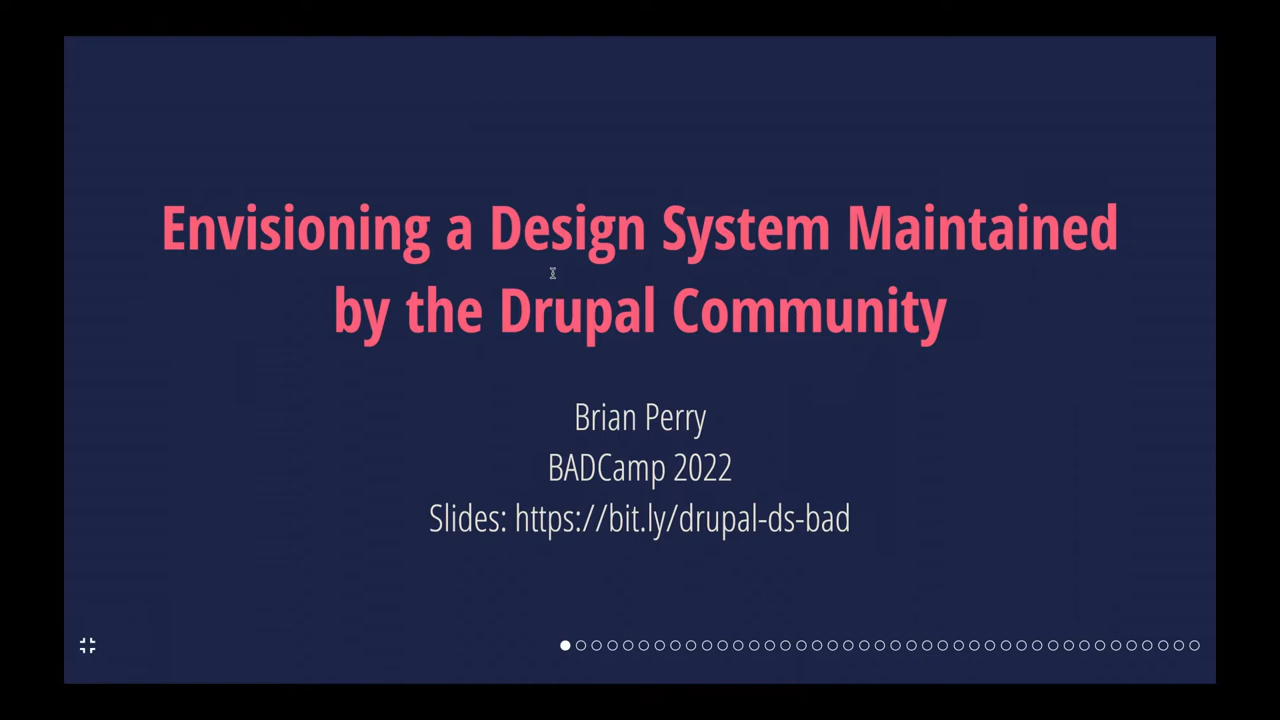 Envisioning a Design System Maintained
by the Drupal Community
Brian Perry
BADCamp 2022
Slides: https://bit.ly/drupal-ds-bad